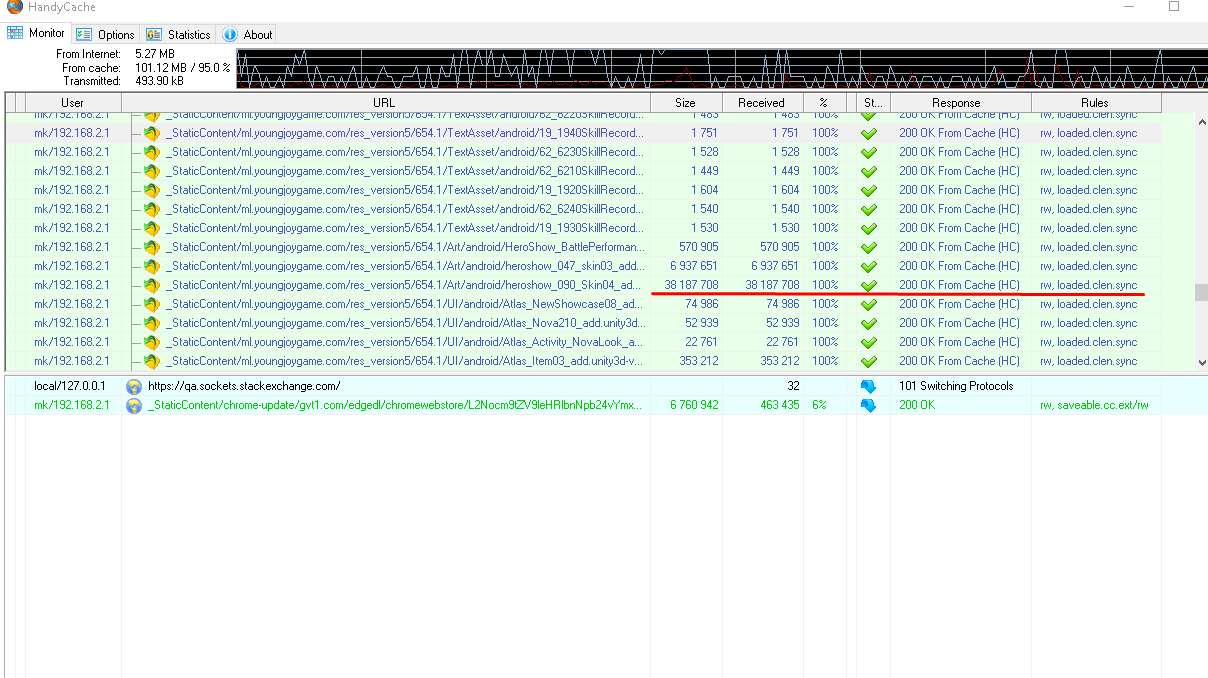 HandyCache
Monitor Options Statistics About
From Internet: 5.27 MB
From cache: 101.12 MB / 95.0 %
Transmitted: 493.90 kB
User URL Size Received % St... Response Rules
mk/192.168.2.1 _StaticContent/ml.youngjoygame.com/res_version5/654.1/TextAsset/android/62_6220SkillRecord... 1 483 1 483 100% 200 OK From Cache (HC) rw, loaded.clen.sync
mk/192.168.2.1 _StaticContent/ml.youngjoygame.com/res_version5/654.1/TextAsset/android/19_1940SkillRecord... 1 751 1 751 100% 200 OK From Cache (HC) rw, loaded.clen.sync
mk/192.168.2.1 _StaticContent/ml.youngjoygame.com/res_version5/654.1/TextAsset/android/62_6230SkillRecord... 1 528 1 528 100% 200 OK From Cache (HC) rw, loaded.clen.sync
mk/192.168.2.1 _StaticContent/ml.youngjoygame.com/res_version5/654.1/TextAsset/android/62_6210SkillRecord... 1 449 1 449 100% 200 OK From Cache (HC) rw, loaded.clen.sync
mk/192.168.2.1 _StaticContent/ml.youngjoygame.com/res_version5/654.1/TextAsset/android/19_1920SkillRecord... 1 604 1 604 100% 200 OK From Cache (HC) rw, loaded.clen.sync
mk/192.168.2.1 _StaticContent/ml.youngjoygame.com/res_version5/654.1/TextAsset/android/62_6240SkillRecord... 1 540 1 540 100% 200 OK From Cache (HC) rw, loaded.clen.sync
mk/192.168.2.1 _StaticContent/ml.youngjoygame.com/res_version5/654.1/TextAsset/android/19_1930SkillRecord... 1 530 1 530 100% 200 OK From Cache (HC) rw, loaded.clen.sync
mk/192.168.2.1 _StaticContent/ml.youngjoygame.com/res_version5/654.1/Art/android/HeroShow_BattlePerforman... 570 905 570 905 100% 200 OK From Cache (HC) rw, loaded.clen.sync
mk/192.168.2.1 _StaticContent/ml.youngjoygame.com/res_version5/654.1/Art/android/heroshow_047_skin03_add... 6 937 651 6 937 651 100% 200 OK From Cache (HC) rw, loaded.clen.sync
mk/192.168.2.1 _StaticContent/ml.youngjoygame.com/res_version5/654.1/Art/android/heroshow_090_Skin04_ad... 38 187 708 38 187 708 100% 200 OK From Cache (HC) rw, loaded.clen.sync
mk/192.168.2.1 _StaticContent/ml.youngjoygame.com/res_version5/654.1/UI/android/Atlas_NewShowcase08_ad... 74 986 74 986 100% 200 OK From Cache (HC) rw, loaded.clen.sync
mk/192.168.2.1 _StaticContent/ml.youngjoygame.com/res_version5/654.1/UI/android/Atlas_Nova210_add.unity3d... 52 939 52 939 100% 200 OK From Cache (HC) rw, loaded.clen.sync
mk/192.168.2.1 _StaticContent/ml.youngjoygame.com/res_version5/654.1/UI/android/Atlas_Activity_NovaLook_a... 22 761 22 761 100% 200 OK From Cache (HC) rw, loaded.clen.sync
mk/192.168.2.1 _StaticContent/ml.youngjoygame.com/res_version5/654.1/UI/android/Atlas_Item03_add.unity3d-v... 353 212 353 212 100% 200 OK From Cache (HC) rw, loaded.clen.sync
local/127.0.0.1 https://qa.sockets.stackexchange.com/ 32 101 Switching Protocols
mk/192.168.2.1 _StaticContent/chrome-update/gvt1.com/edgedl/chromewebstore/L2Nocm9tZV9leHRlbnNpb24vYmx... 6 760 942 463 435 6% 200 OK rw, saveable.cc.ext/rw